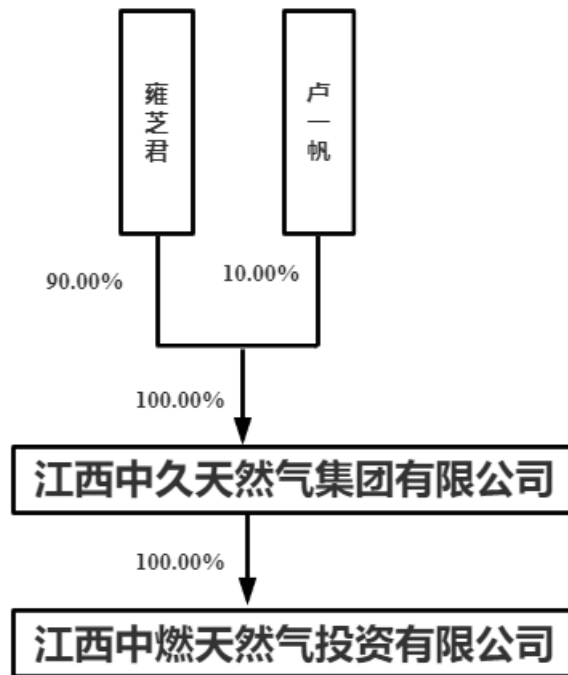 雍芝君
卢一帆
90.00%
10.00%
100.00%
江西中久天然气集团有限公司
100.00%
江西中燃天然气投资有限公司